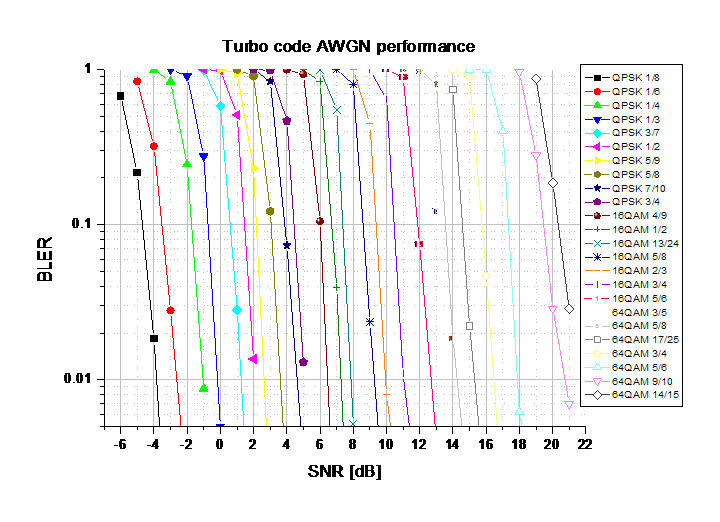 Turbo code AWGN performance
1
0.1
0.01
BLER
-6 -4 -2 0 2 4 6 8 10 12 14 16 18 20 22
SNR [dB]
QPSK 1/8
QPSK 1/6
QPSK 1/4
QPSK 1/3
QPSK 3/7
QPSK 1/2
QPSK 5/9
QPSK 5/8
QPSK 7/10
QPSK 3/4
16QAM 4/9
16QAM 1/2
16QAM 13/24
16QAM 5/8
16QAM 2/3
16QAM 3/4
16QAM 5/6
64QAM 3/5
64QAM 5/8
64QAM 17/25
64QAM 3/4
64QAM 5/6
64QAM 9/10
64QAM 14/15